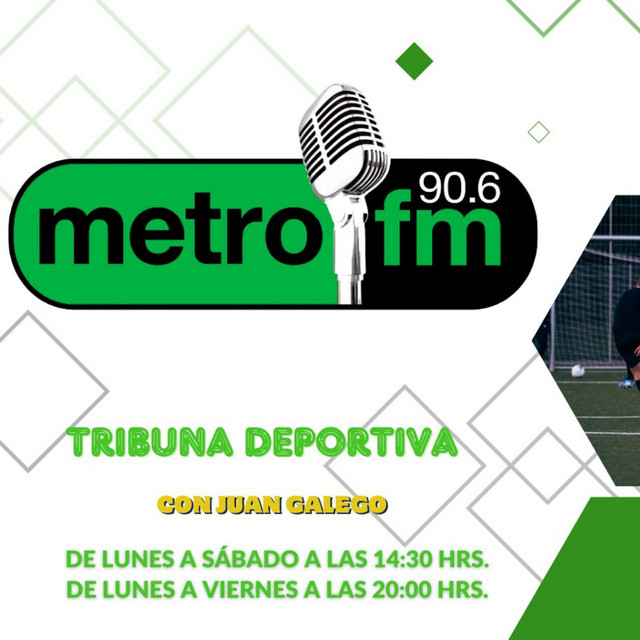 90.6
metro fm
TRIBUNA DEPORTIVA
CON JUAN GALEGO
DE LUNES A SÁBADO A LAS 14:30 HRS.
DE LUNES A VIERNES A LAS 20:00 HRS.